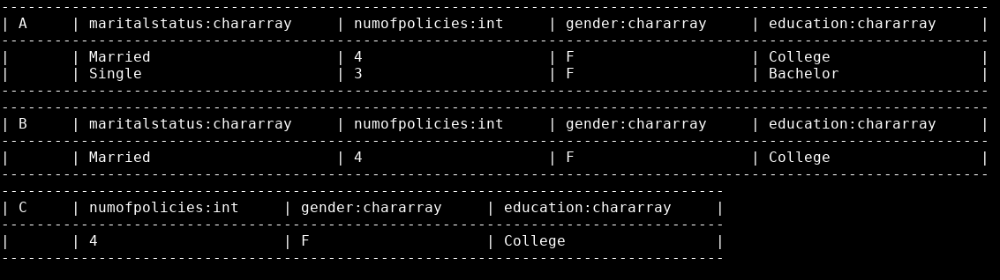 | A | maritalstatus:chararray | numofpolicies:int | gender:chararray | education:chararray |
| | Married | 4 | F | College |
| | Single | 3 | F | Bachelor |
| B | maritalstatus:chararray | numofpolicies:int | gender:chararray | education:chararray |
| | Married | 4 | F | College |
| C | numofpolicies:int | gender:chararray | education:chararray |
| | 4 | F | College |